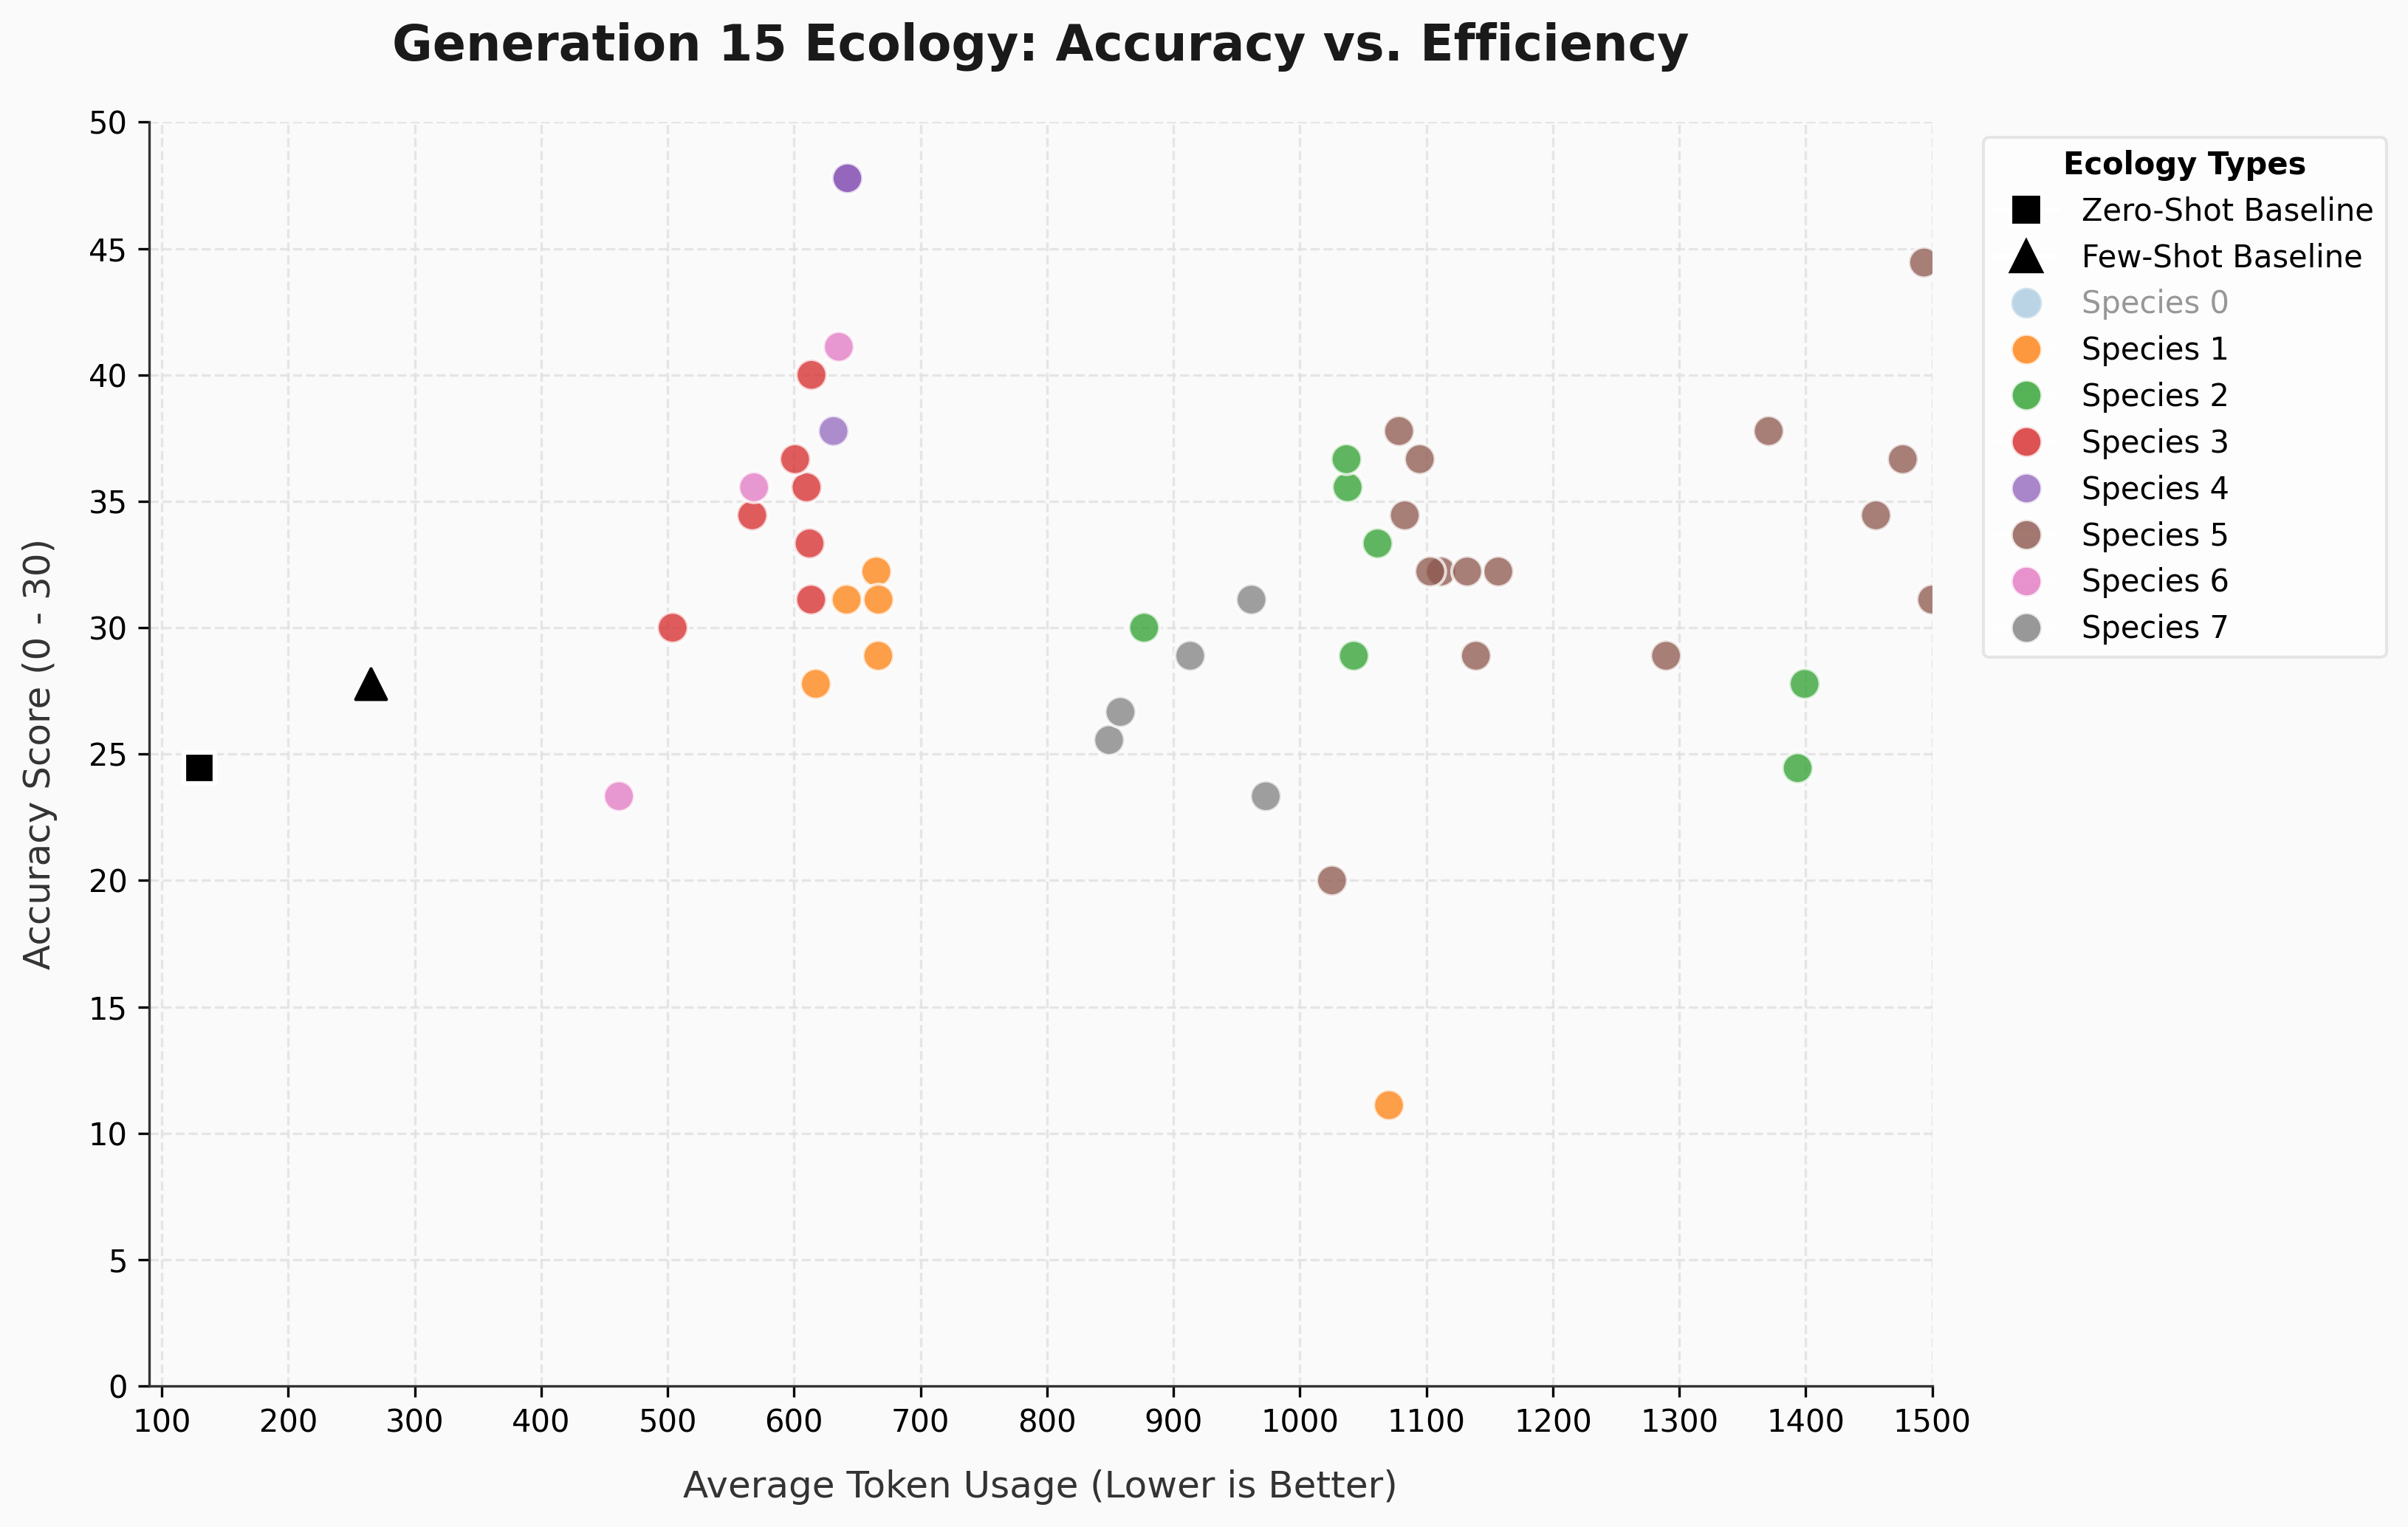 Generation 15 Ecology: Accuracy vs. Efficiency
50
45
40
35
30
25
20
15
10
5
0
Accuracy Score (0 - 30)
100 200 300 400 500 600 700 800 900 1000 1100 1200 1300 1400 1500
Average Token Usage (Lower is Better)
Ecology Types
Zero-Shot Baseline
Few-Shot Baseline
Species 0
Species 1
Species 2
Species 3
Species 4
Species 5
Species 6
Species 7